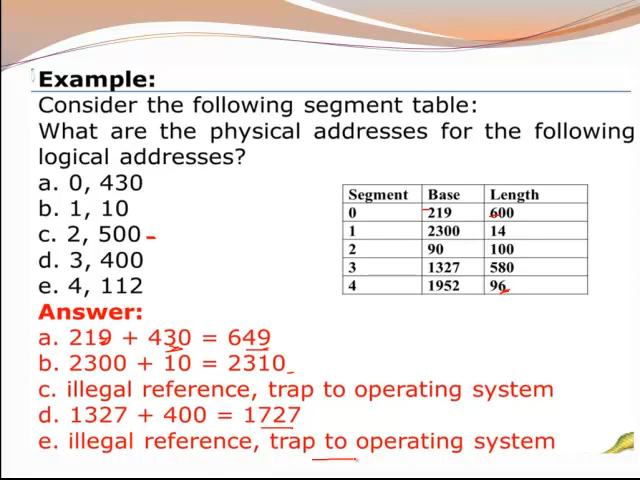 Example:
Consider the following segment table:
What are the physical addresses for the following
logical addresses?
a. 0, 430
b. 1, 10
c. 2, 500
d. 3, 400
e. 4, 112
Segment Base Length
0 219 600
1 2300 14
2 90 100
3 1327 580
4 1952 96
Answer:
a. 219 + 430 = 649
b. 2300 + 10 = 2310
c. illegal reference, trap to operating system
d. 1327 + 400 = 1727
e. illegal reference, trap to operating system